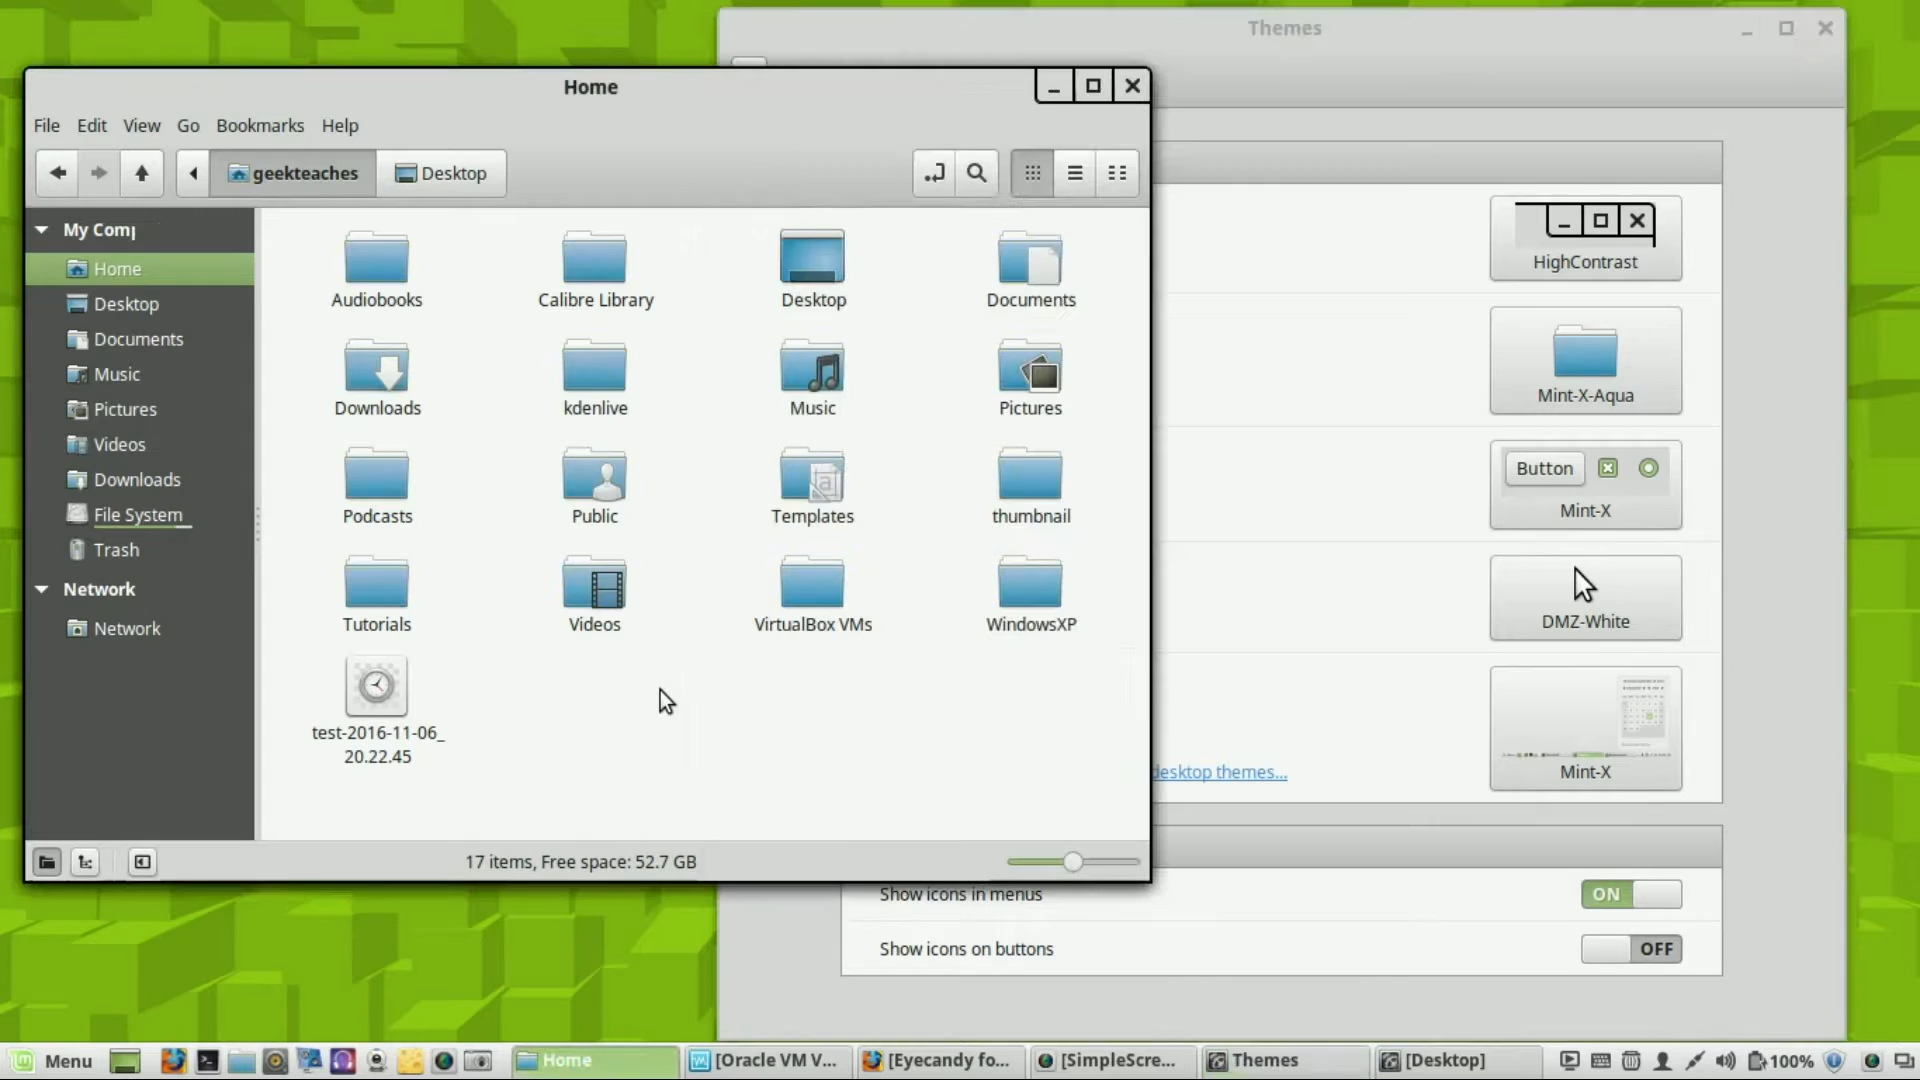 Themes
Home
File Edit View Go Bookmarks Help
geekteaches Desktop
My Com
Home
Desktop
Documents
Music
Pictures
Videos
Downloads
File System
Trash
Network
Network
Audiobooks Calibre Library Desktop Documents
Downloads kdenlive Music Pictures
Podcasts Public Templates thumbnail
Tutorials Videos VirtualBox VMs WindowsXP
test-2016-11-06_
20.22.45
17 items, Free space: 52.7 GB
HighContrast
Mint-X-Aqua
Button
Mint-X
DMZ-White
Mint-X
desktop themes...
Show icons in menus ON
Show icons on buttons OFF
Menu Home [Oracle VM V... [Eyecandy fo... [SimpleScre... Themes [Desktop] 100%